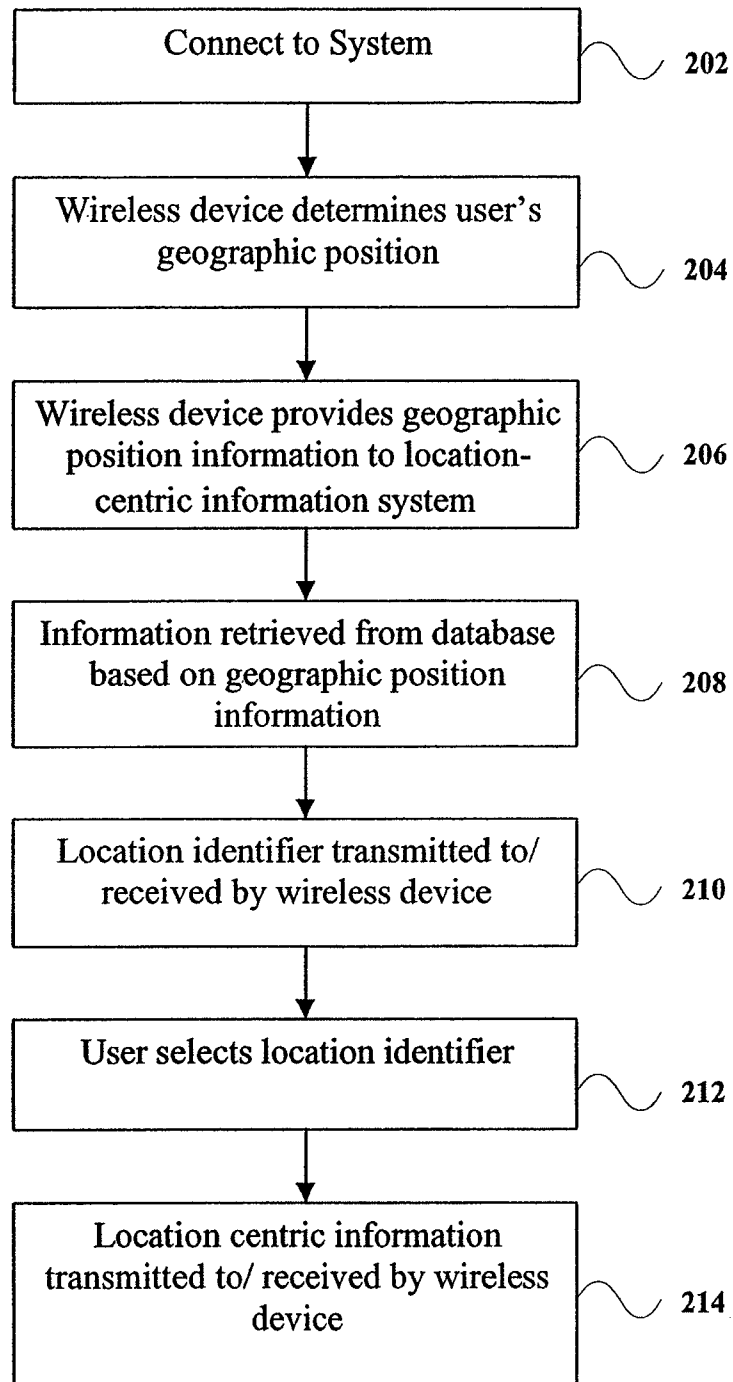 Connect to System
202
Wireless device determines user's
geographic position
204
Wireless device provides geographic
position information to location-
centric information system
206
Information retrieved from database
based on geographic position
information
208
Location identifier transmitted to/
received by wireless device
210
User selects location identifier
212
Location centric information
transmitted to/ received by wireless
device
214